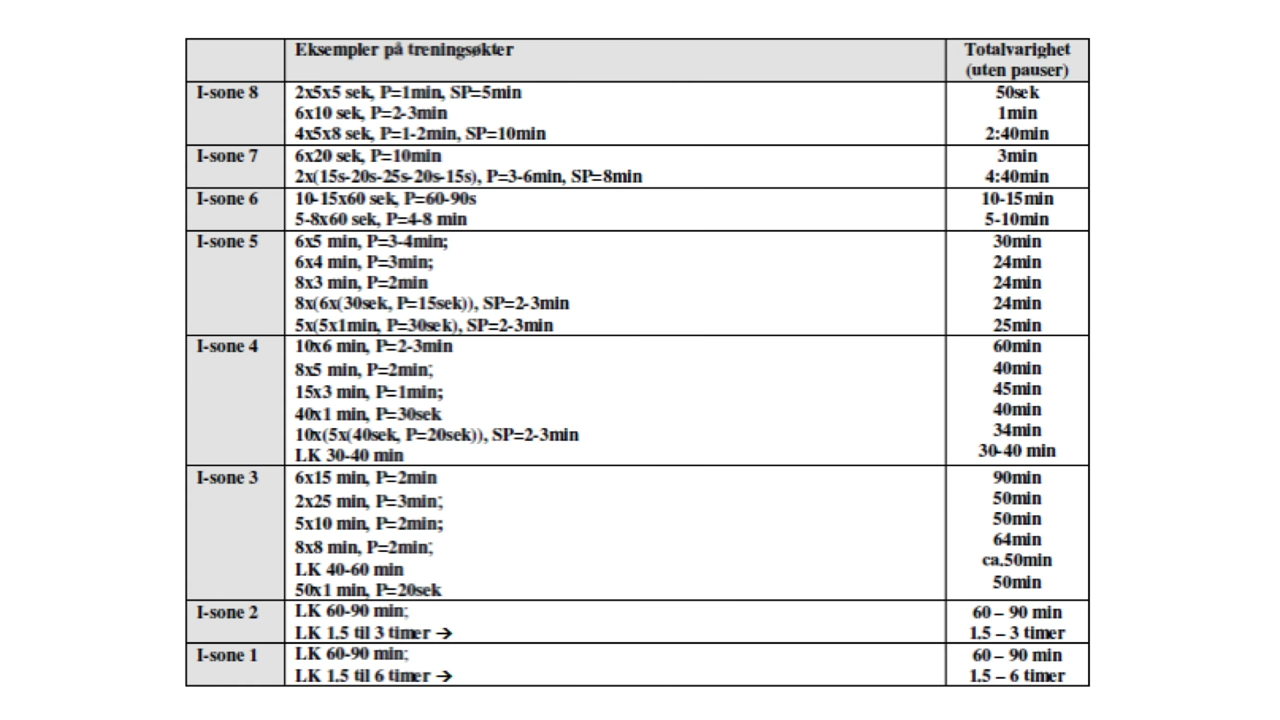 Eksempler på treningsøkter Totalvarighet
(uten pauser)
I-sone 8 2x5x5 sek, P=1min, SP=5min 50sek
6x10 sek, P=2-3min 1min
4x5x8 sek, P=1-2min, SP=10min 2:40min
I-sone 7 6x20 sek, P=10min 3min
2x(15s-20s-25s-20s-15s), P=3-6min, SP=8min 4:40min
I-sone 6 10-15x60 sek, P=60-90s 10-15min
5-8x60 sek, P=4-8 min 5-10min
I-sone 5 6x5 min, P=3-4min; 30min
6x4 min, P=3min; 24min
8x3 min, P=2min 24min
8x(6x(30sek, P=15sek)), SP=2-3min 24min
5x(5x1min, P=30sek), SP=2-3min 25min
I-sone 4 10x6 min, P=2-3min 60min
8x5 min, P=2min; 40min
15x3 min, P=1min; 45min
40x1 min, P=30sek 40min
10x(5x(40sek, P=20sek)), SP=2-3min 34min
LK 30-40 min 30-40 min
I-sone 3 6x15 min, P=2min 90min
2x25 min, P=3min; 50min
5x10 min, P=2min; 50min
8x8 min, P=2min; 64min
LK 40-60 min ca.50min
50x1 min, P=20sek 50min
I-sone 2 LK 60-90 min; 60 – 90 min
LK 1.5 til 3 timer → 1.5 – 3 timer
I-sone 1 LK 60-90 min; 60 – 90 min
LK 1.5 til 6 timer → 1.5 – 6 timer